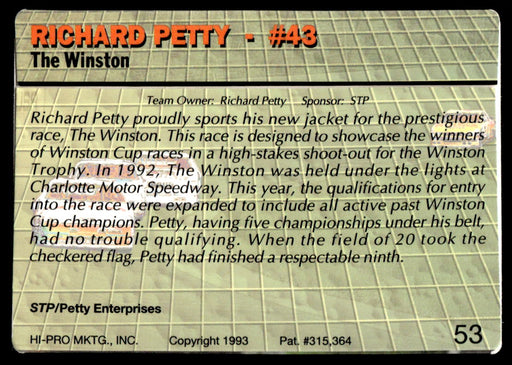 RICHARD PETTY - #43
The Winston
Team Owner: Richard Petty Sponsor: STP
Richard Petty proudly sports his new jacket for the prestigious
race, The Winston. This race is designed to showcase the winners
of Winston Cup races in a high-stakes shoot-out for the Winston
Trophy. In 1992, The Winston was held under the lights at
Charlotte Motor Speedway. This year, the qualifications for entry
into the race were expanded to include all active past Winston
Cup champions. Petty, having five championships under his belt,
had no trouble qualifying. When the field of 20 took the
checkered flag, Petty had finished a respectable ninth.
STP/Petty Enterprises
HI-PRO MKTG., INC. Copyright 1993 Pat. #315,364 53